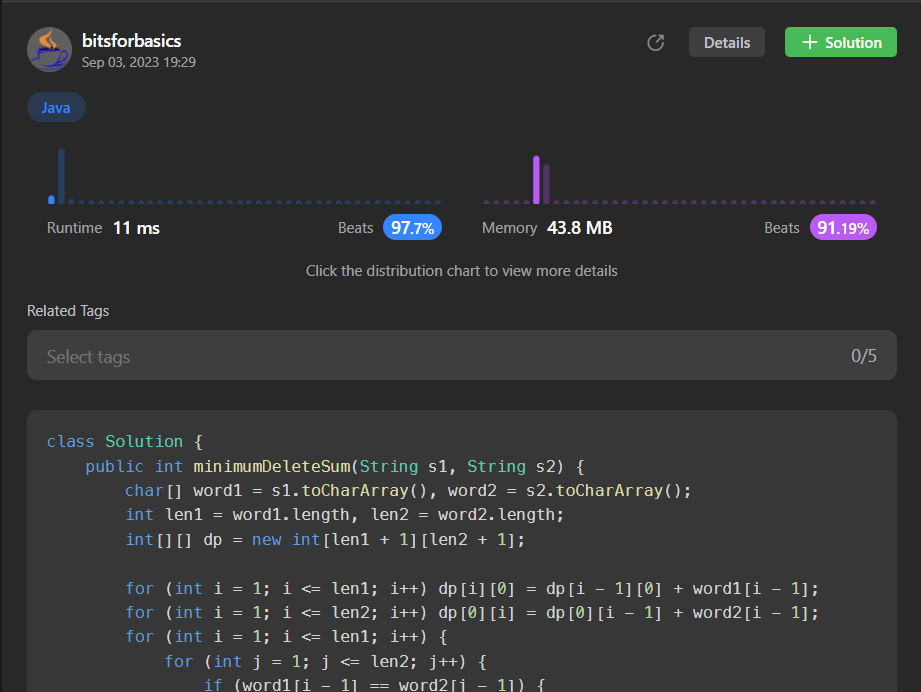 bitsforbasics
Sep 03, 2023 19:29
Details
+ Solution
Java
Runtime 11 ms Beats 97.7%
Memory 43.8 MB Beats 91.19%
Click the distribution chart to view more details
Related Tags
Select tags 0/5
class Solution {
    public int minimumDeleteSum(String s1, String s2) {
        char[] word1 = s1.toCharArray(), word2 = s2.toCharArray();
        int len1 = word1.length, len2 = word2.length;
        int[][] dp = new int[len1 + 1][len2 + 1];
        for (int i = 1; i <= len1; i++) dp[i][0] = dp[i - 1][0] + word1[i - 1];
        for (int i = 1; i <= len2; i++) dp[0][i] = dp[0][i - 1] + word2[i - 1];
        for (int i = 1; i <= len1; i++) {
            for (int j = 1; j <= len2; j++) {
                if (word1[i - 1] == word2[j - 1]) {